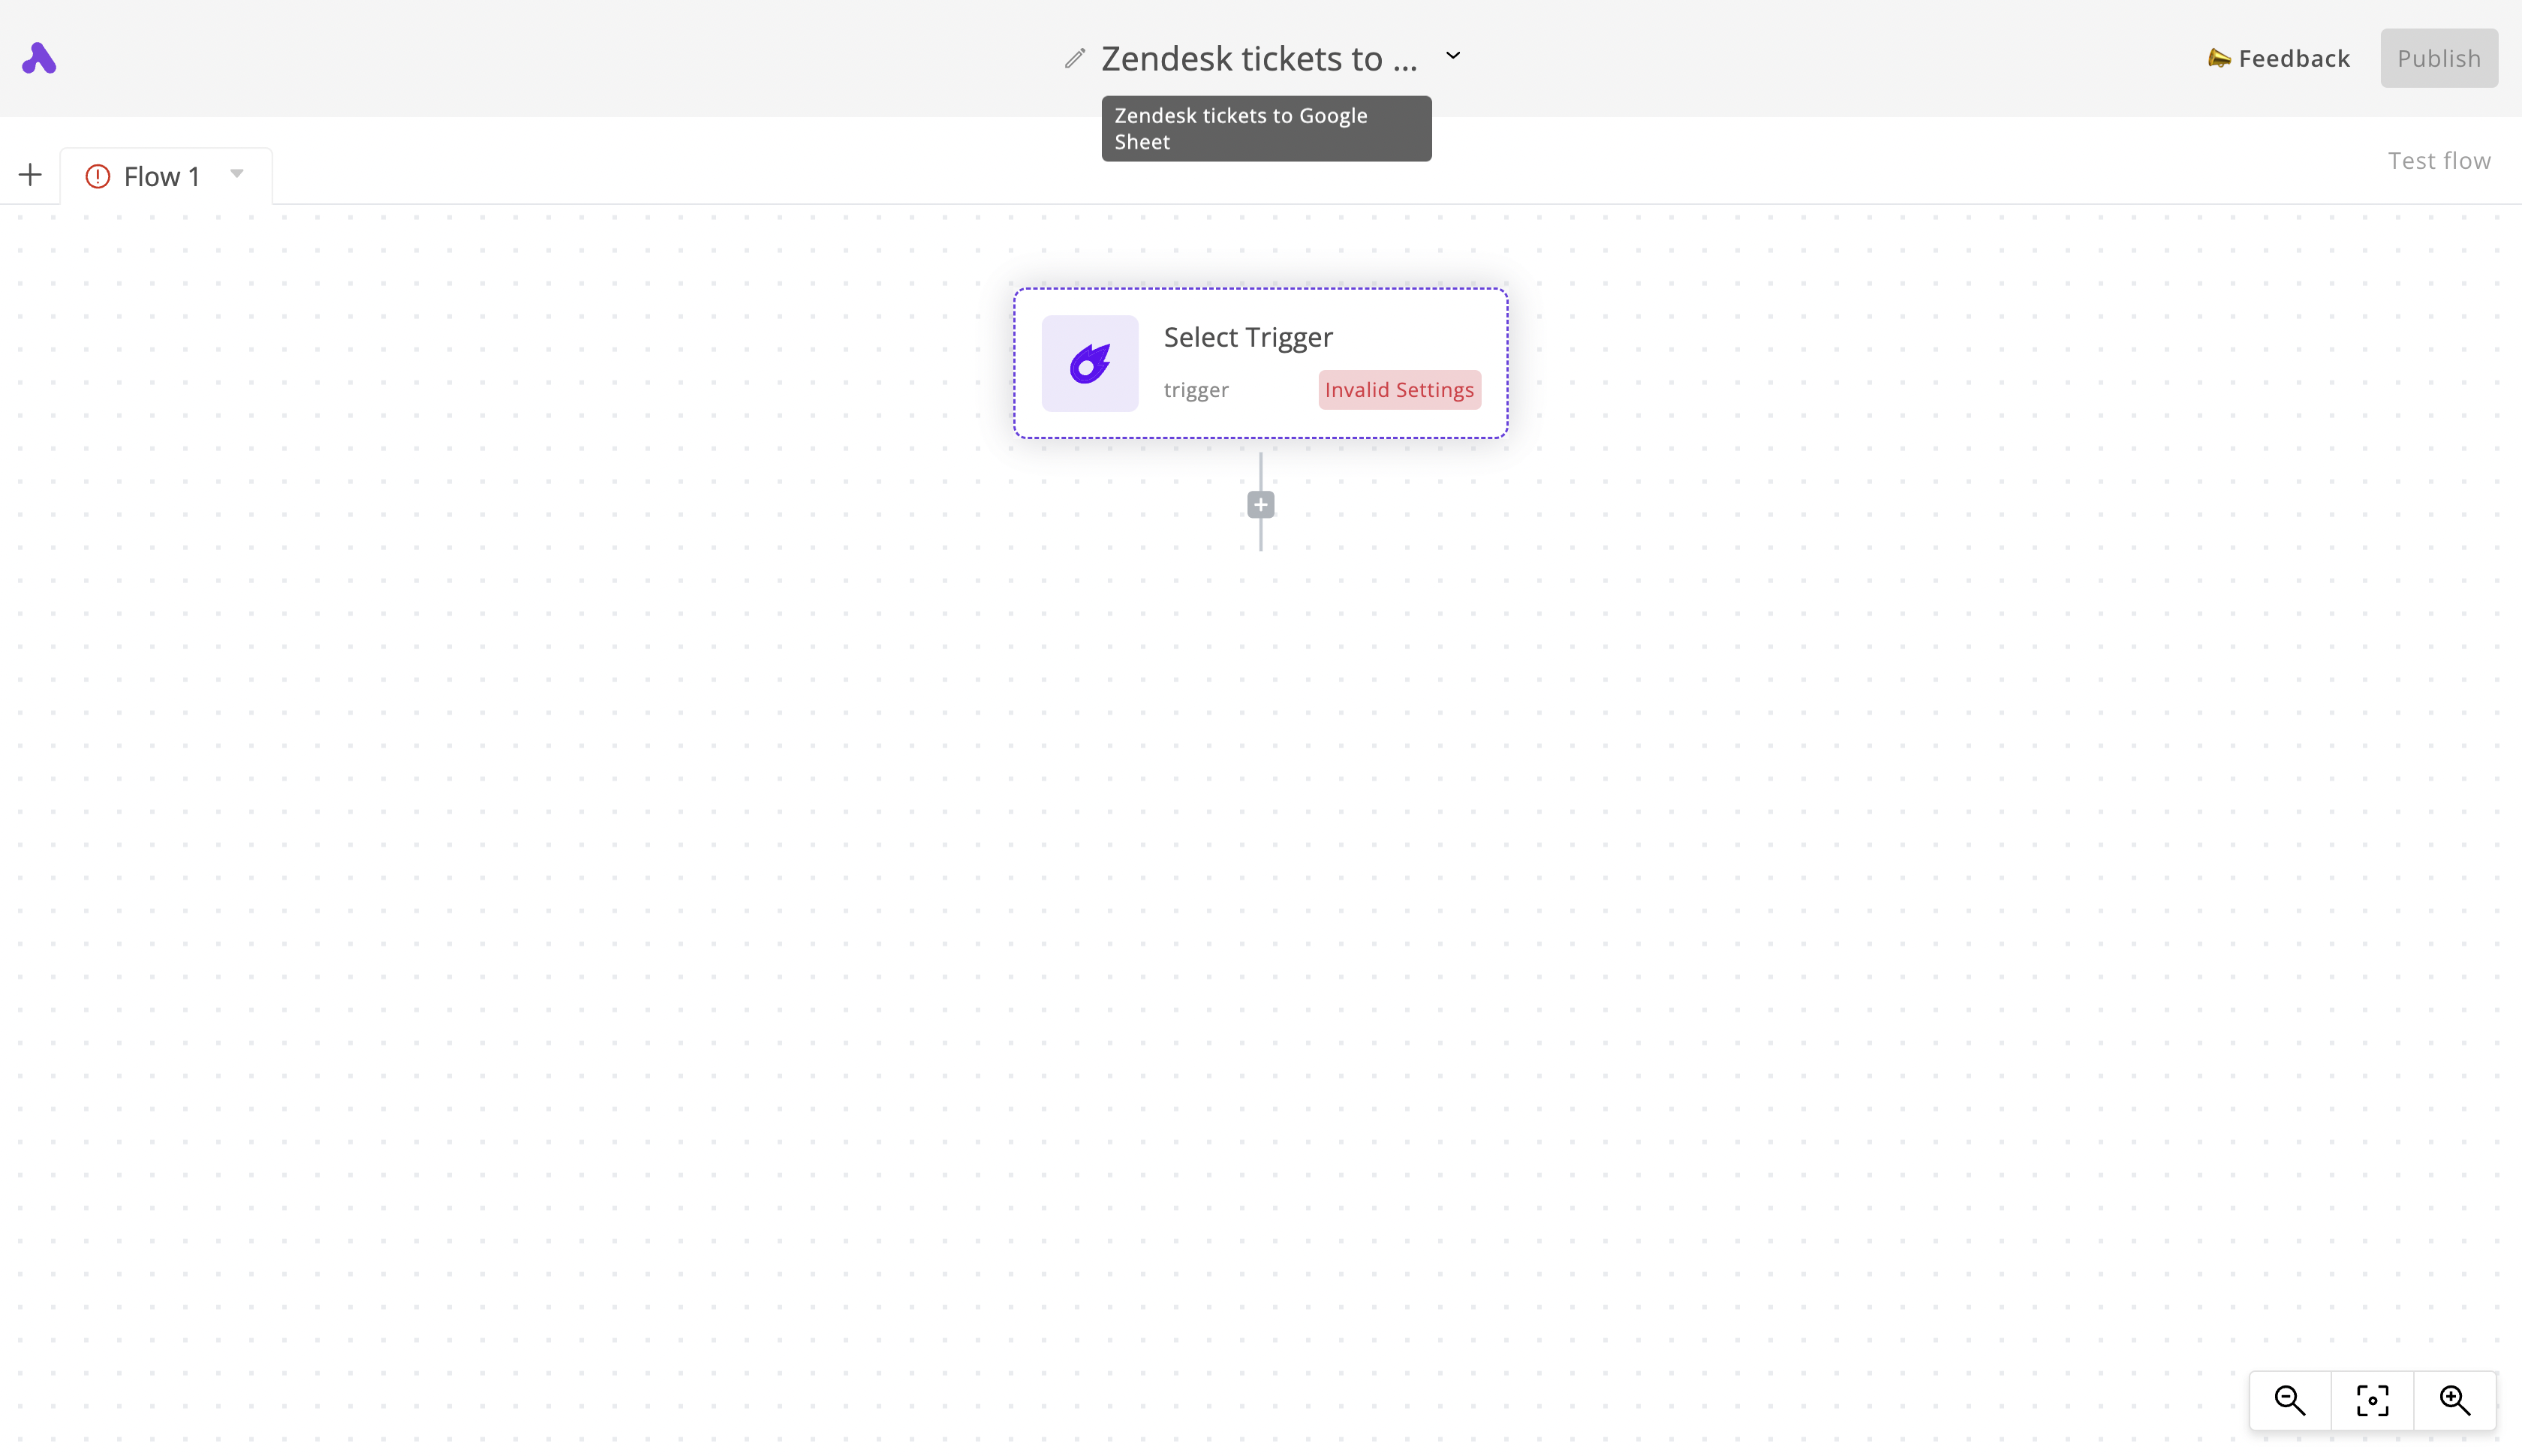 Zendesk tickets to ...
Feedback
Publish
Zendesk tickets to Google
Sheet
Flow 1
Test flow
Select Trigger
trigger
Invalid Settings